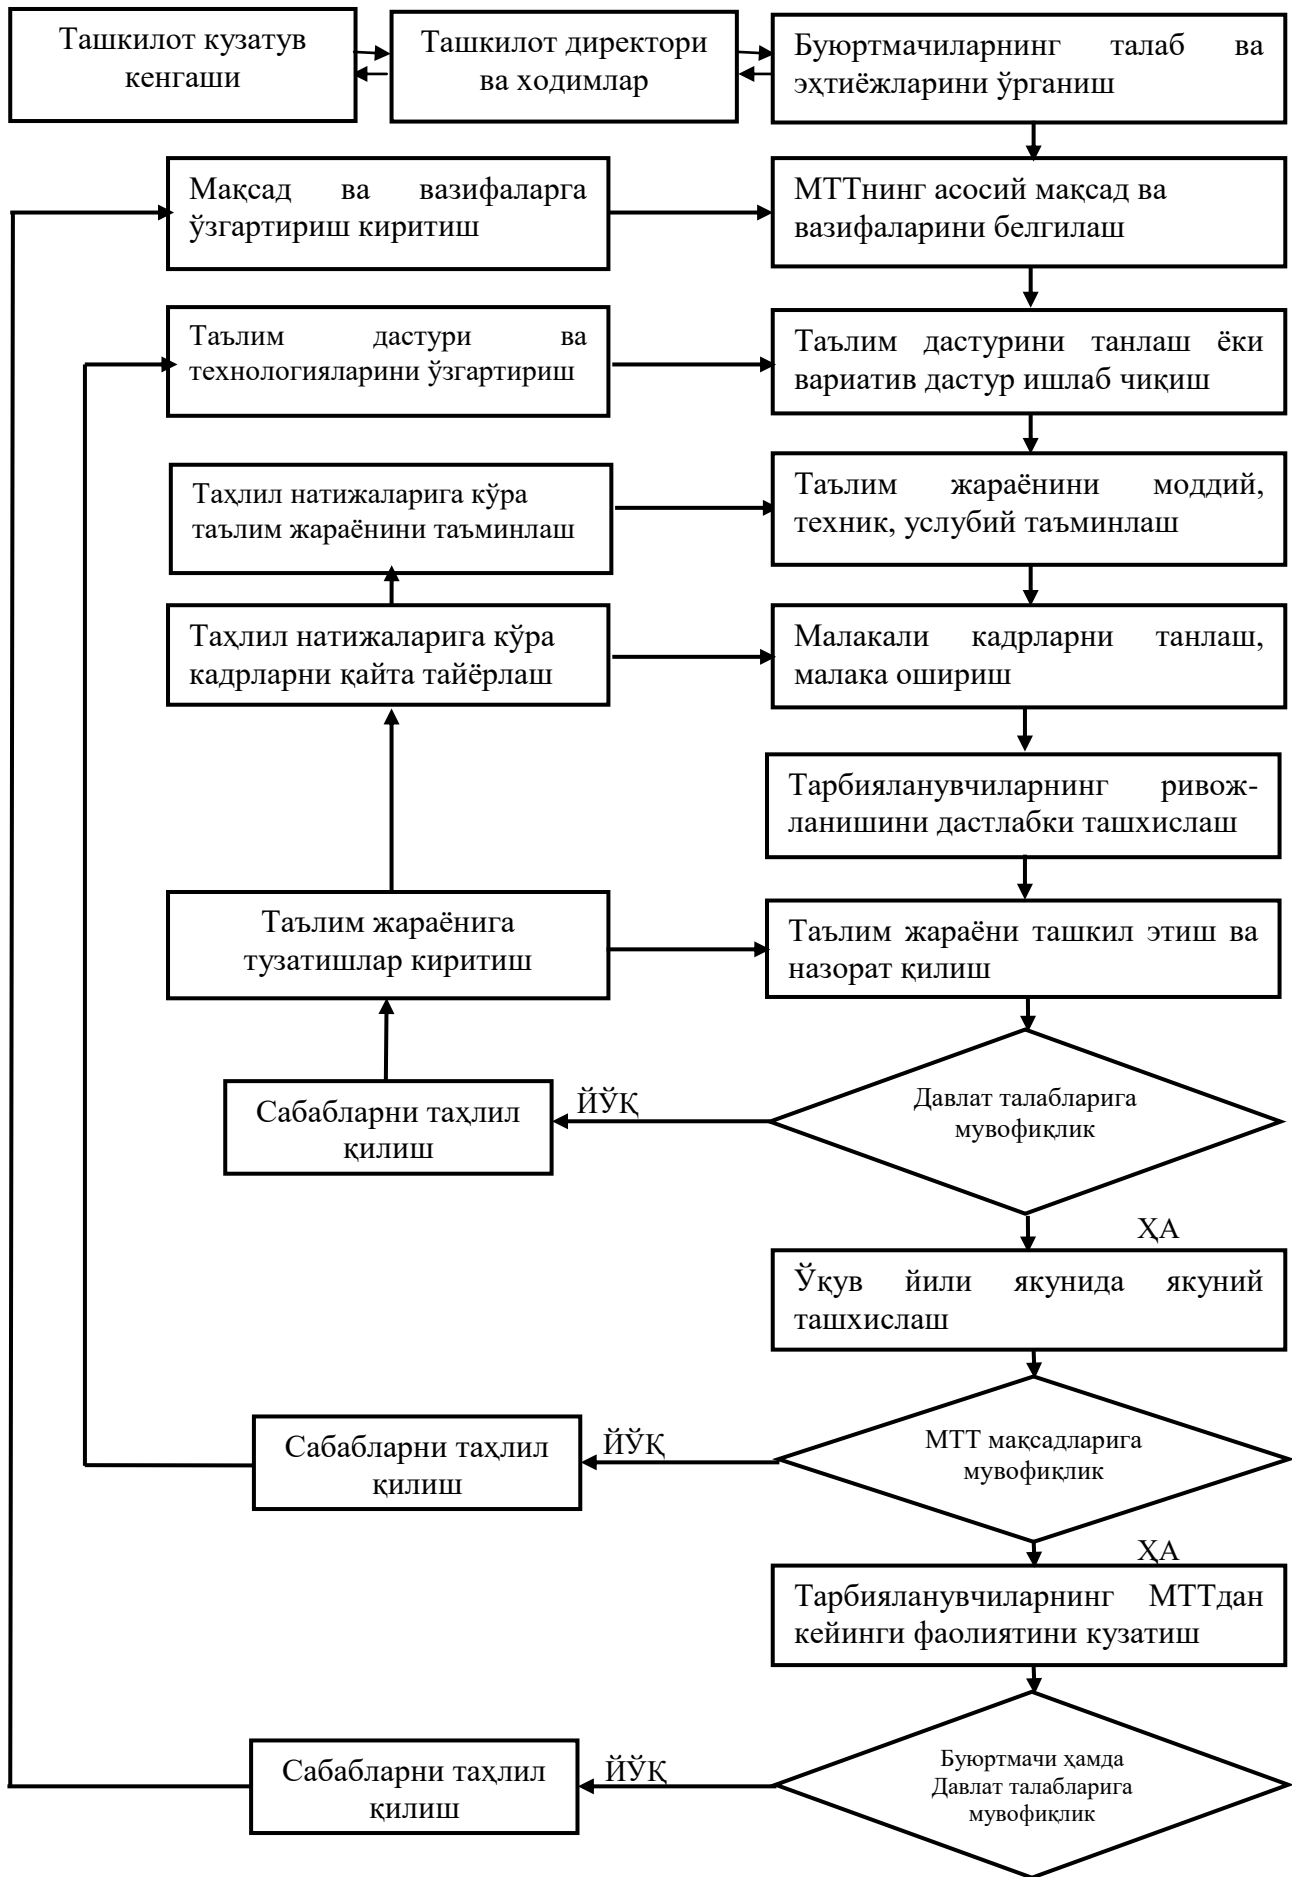 Ташкилот кузатув
кенгаши
Ташкилот директори
ва ходимлар
Буюртмачиларнинг талаб ва
эҳтиёжларини ўрганиш
Мақсад ва вазифаларга
ўзгартириш киритиш
МТТнинг асосий мақсад ва
вазифаларини белгилаш
Таълим дастури ва
технологияларини ўзгартириш
Таълим дастурини танлаш ёки
вариатив дастур ишлаб чиқиш
Таҳлил натижаларига кўра
таълим жараёнини таъминлаш
Таълим жараёнини моддий,
техник, услубий таъминлаш
Таҳлил натижаларига кўра
кадрларни қайта тайёрлаш
Малакали кадрларни танлаш,
малака ошириш
Тарбияланувчиларнинг ривож-
ланишини дастлабки ташхислаш
Таълим жараёнига
тузатишлар киритиш
Таълим жараёни ташкил этиш ва
назорат қилиш
Сабабларни таҳлил
қилиш
ЙЎҚ
Давлат талабларига
мувофиқлик
ҲА
Ўқув йили якунида якуний
ташхислаш
Сабабларни таҳлил
қилиш
ЙЎҚ
МТТ мақсадларига
мувофиқлик
ҲА
Тарбияланувчиларнинг МТТдан
кейинги фаолиятини кузатиш
Сабабларни таҳлил
қилиш
ЙЎҚ
Буюртмачи ҳамда
Давлат талабларига
мувофиқлик